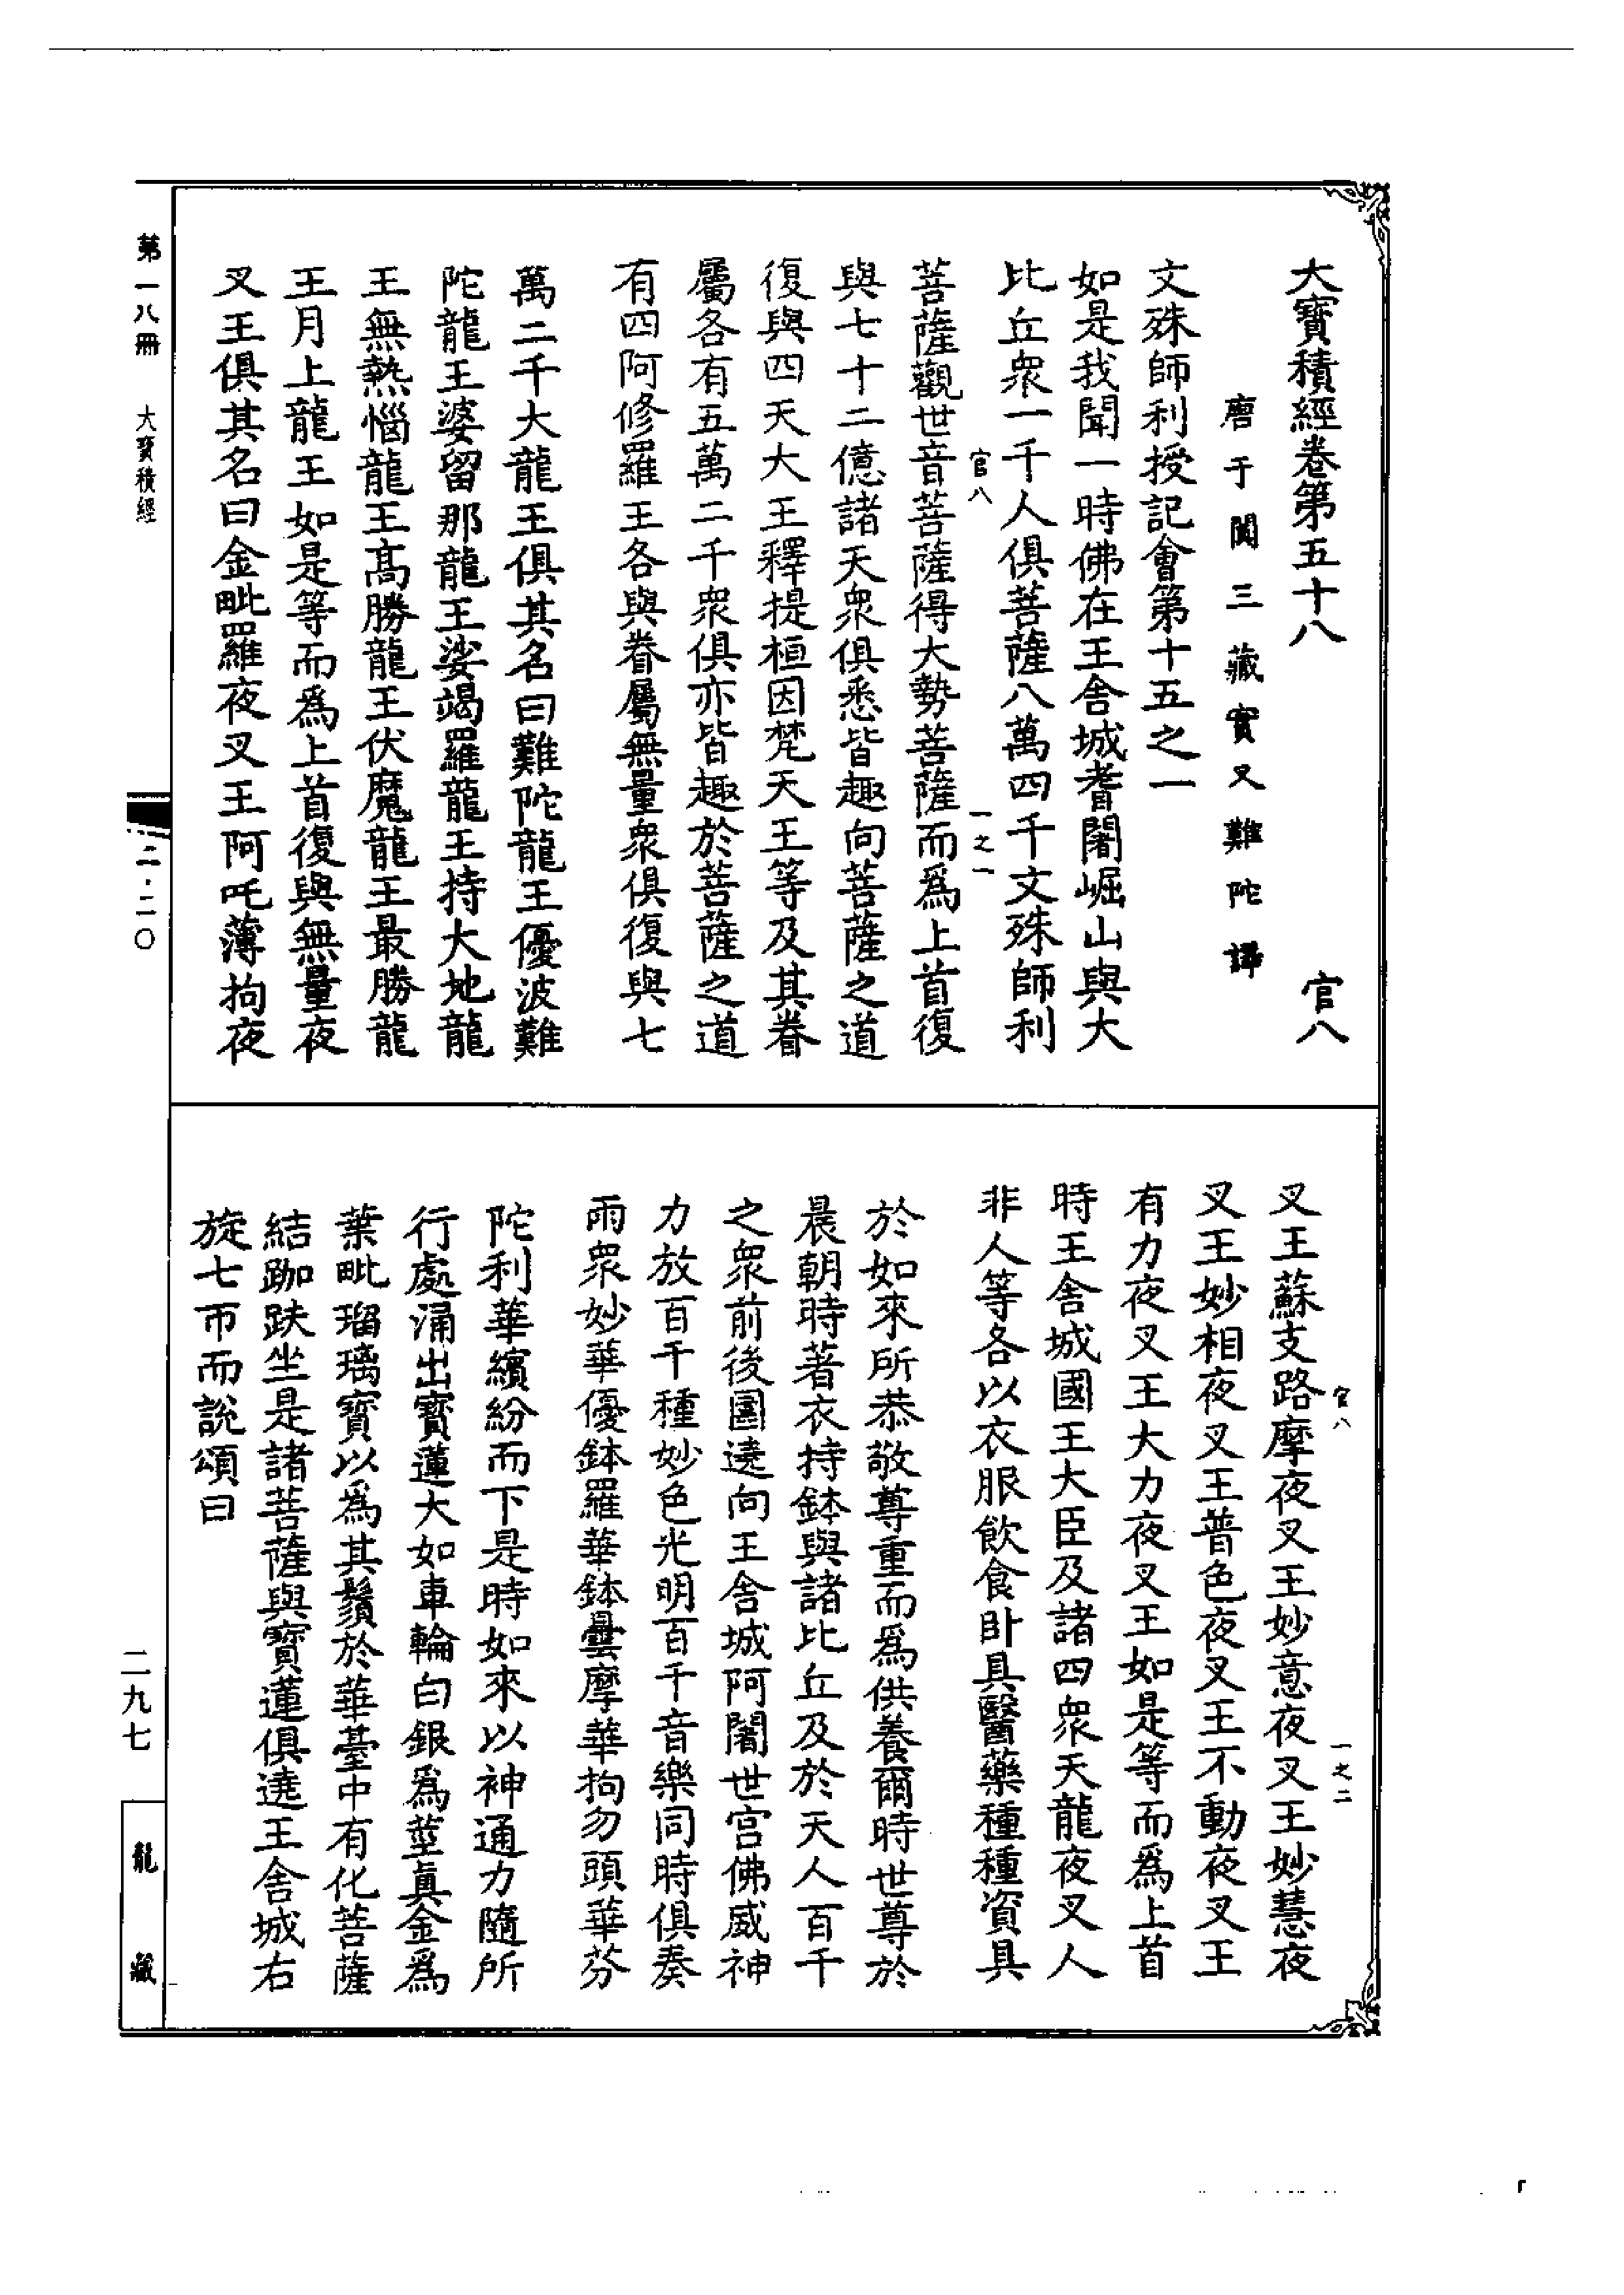 大寶積經卷第五十八　官八
唐于闐三藏實叉難陀譯
文殊師利授記會第十五之一
如是我聞一時佛在王舍城耆闍崛山與大
比丘衆一千人俱菩薩八萬四千文殊師利
官八　一之一
菩薩觀世音菩薩得大勢菩薩而爲上首復
與七十二億諸天衆俱悉皆趣向菩薩之道
復與四天大王釋提桓因梵天王等及其眷
屬各有五萬二千衆俱亦皆趣於菩薩之道
有四阿修羅王各與眷屬無量衆俱復與七
萬二千大龍王俱其名曰難陀龍王優波難
陀龍王婆留那龍王娑竭羅龍王持大地龍
王無熱惱龍王高勝龍王伏魔龍王最勝龍
王月上龍王如是等而爲上首復與無量夜
叉王俱其名曰金毗羅夜叉王阿吒薄拘夜
官八　一之二
叉王蘇支路摩夜叉王妙意夜叉王妙慧夜
叉王妙相夜叉王普色夜叉王不動夜叉王
有力夜叉王大力夜叉王如是等而爲上首
時王舍城國王大臣及諸四衆天龍夜叉人
非人等各以衣服飲食卧具醫藥種種資具
於如來所恭敬尊重而爲供養爾時世尊於
晨朝時著衣持鉢與諸比丘及於天人百千
之衆前後圍遶向王舍城阿闍世宮佛威神
力放百千種妙色光明百千音樂同時俱奏
雨衆妙華優鉢羅華鉢曇摩華拘勿頭華芬
陀利華繽紛而下是時如來以神通力隨所
行處涌出寶蓮大如車輪白銀爲莖真金爲
葉毗瑠璃寶以爲其鬚於華臺中有化菩薩
結跏趺坐是諸菩薩與寶蓮俱遶王舍城右
旋七帀而說頌曰
第一八冊　大寶積經
二·二〇
二九七
龍藏